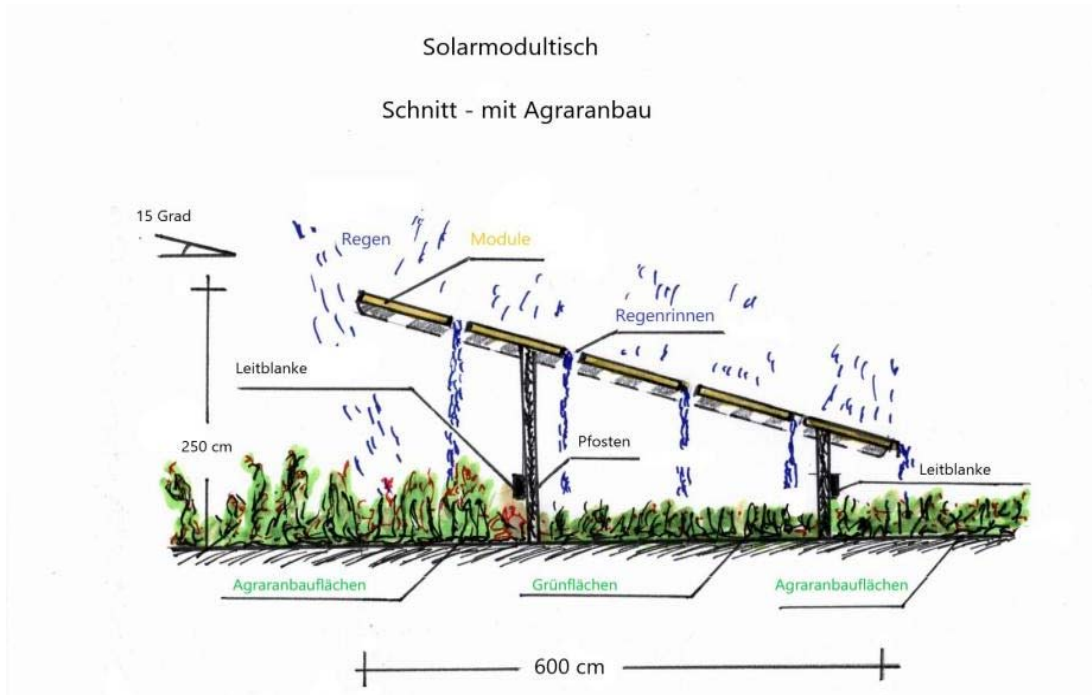 Solarmodultisch
Schnitt - mit Agraranbau
15 Grad
Regen
Module
Regenrinnen
Leitblanke
250 cm
Pfosten
Leitblanke
Agraranbauflächen
Grünflächen
Agraranbauflächen
600 cm